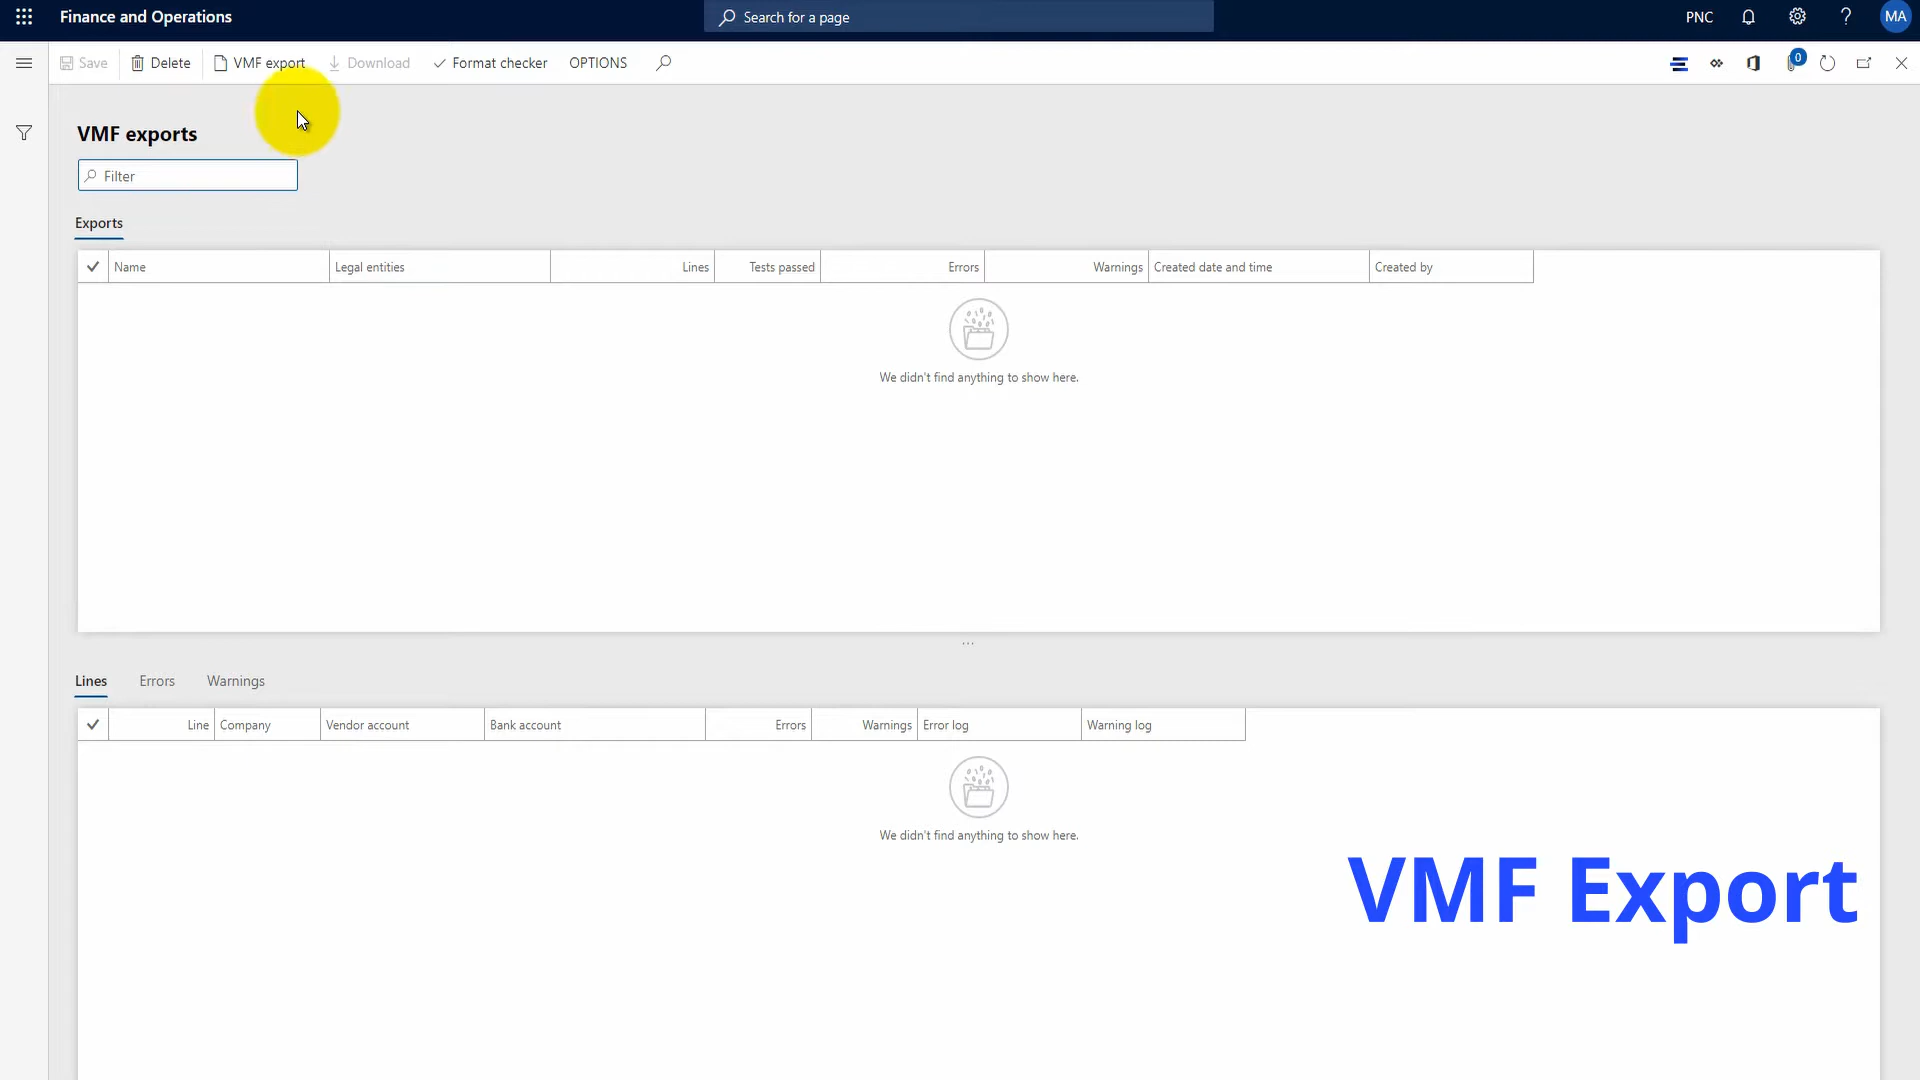 Finance and Operations
Search for a page
PNC
MA
Save
Delete
VMF export
Download
Format checker
OPTIONS
0
VMF exports
Filter
Exports
Name Legal entities Lines Tests passed Errors Warnings Created date and time Created by
We didn't find anything to show here.
...
Lines Errors Warnings
Line Company Vendor account Bank account Errors Warnings Error log Warning log
We didn't find anything to show here.
VMF Export